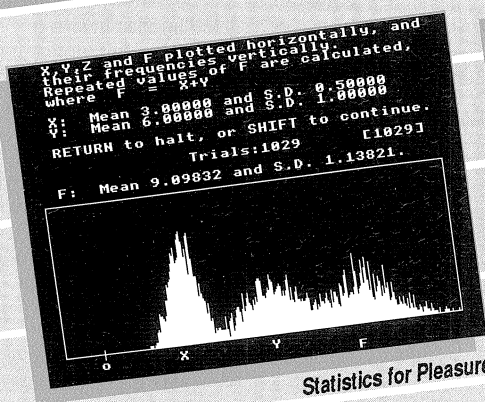 X,Y,Z and F plotted horizontally, and
their frequencies vertically.
Repeated values of F are calculated,
where F = X+Y
X: Mean 3.00000 and S.D. 0.50000
Y: Mean 6.00000 and S.D. 1.00000
RETURN to halt, or SHIFT to continue.
Trials:1029 [1029]
F: Mean 9.09832 and S.D. 1.13821.
0 X Y F
Statistics for Pleasure